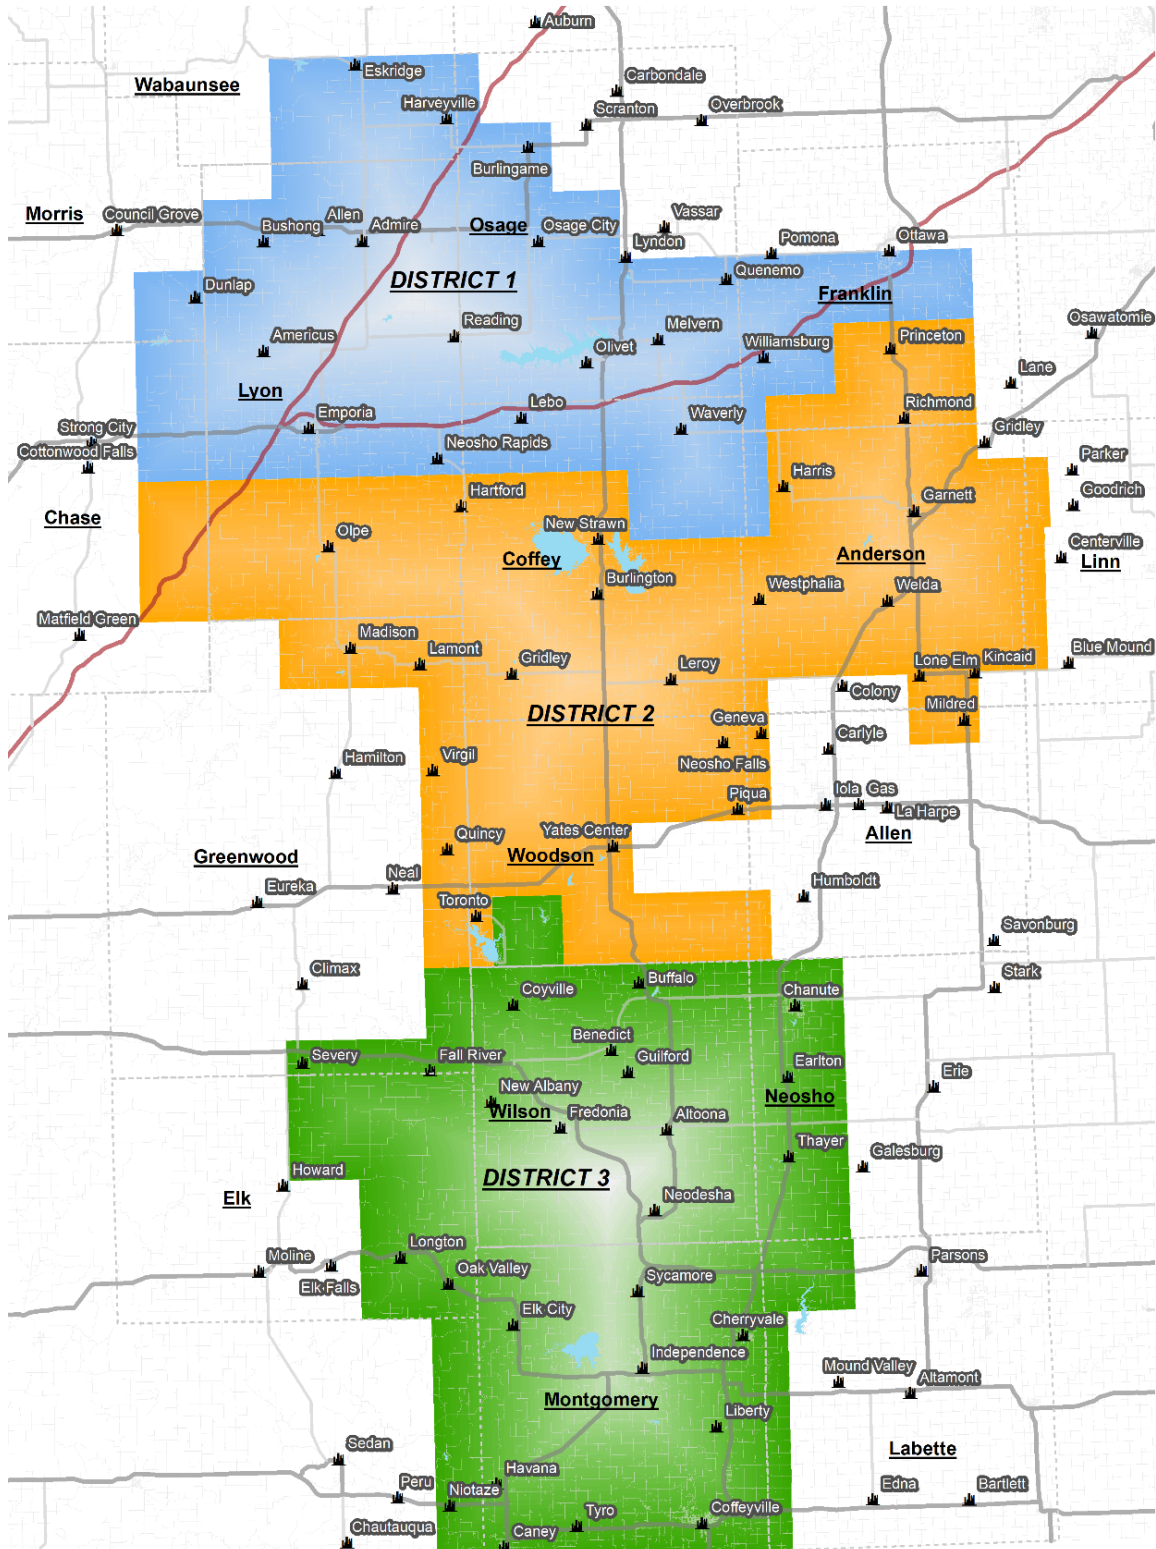 Auburn
Eskridge
Wabaunsee
Carbondale
Harveyville
Scranton
Overbrook
Burlingame
Morris
Council Grove
Bushong
Allen
Admire
Osage
Osage City
Vassar
Lyndon
Pomona
Ottawa
Dunlap
DISTRICT 1
Quenemo
Franklin
Osawatomie
Americus
Reading
Melvern
Olivet
Williamsburg
Princeton
Lane
Lyon
Emporia
Lebo
Waverly
Richmond
Strong City
Cottonwood Falls
Neosho Rapids
Gridley
Harris
Parker
Hartford
Garnett
Goodrich
Chase
Olpe
New Strawn
Coffey
Anderson
Centerville
Linn
Burlington
Westphalia
Welda
Matfield Green
Madison
Lamont
Gridley
Leroy
Lone Elm
Kincaid
Blue Mound
Colony
DISTRICT 2
Geneva
Mildred
Carlyle
Hamilton
Virgil
Neosho Falls
Piqua
Iola
Gas
La Harpe
Allen
Quincy
Yates Center
Woodson
Greenwood
Eureka
Neal
Humboldt
Toronto
Savonburg
Climax
Coyville
Buffalo
Chanute
Stark
Benedict
Severy
Fall River
Guilford
Earlton
Erie
New Albany
Wilson
Fredonia
Altoona
Neosho
Thayer
Galesburg
Howard
DISTRICT 3
Elk
Neodesha
Moline
Longton
Elk Falls
Oak Valley
Sycamore
Parsons
Elk City
Cherryvale
Independence
Mound Valley
Altamont
Montgomery
Liberty
Sedan
Labette
Havana
Peru
Niotaze
Edna
Bartlett
Tyro
Coffeyville
Chautauqua
Caney